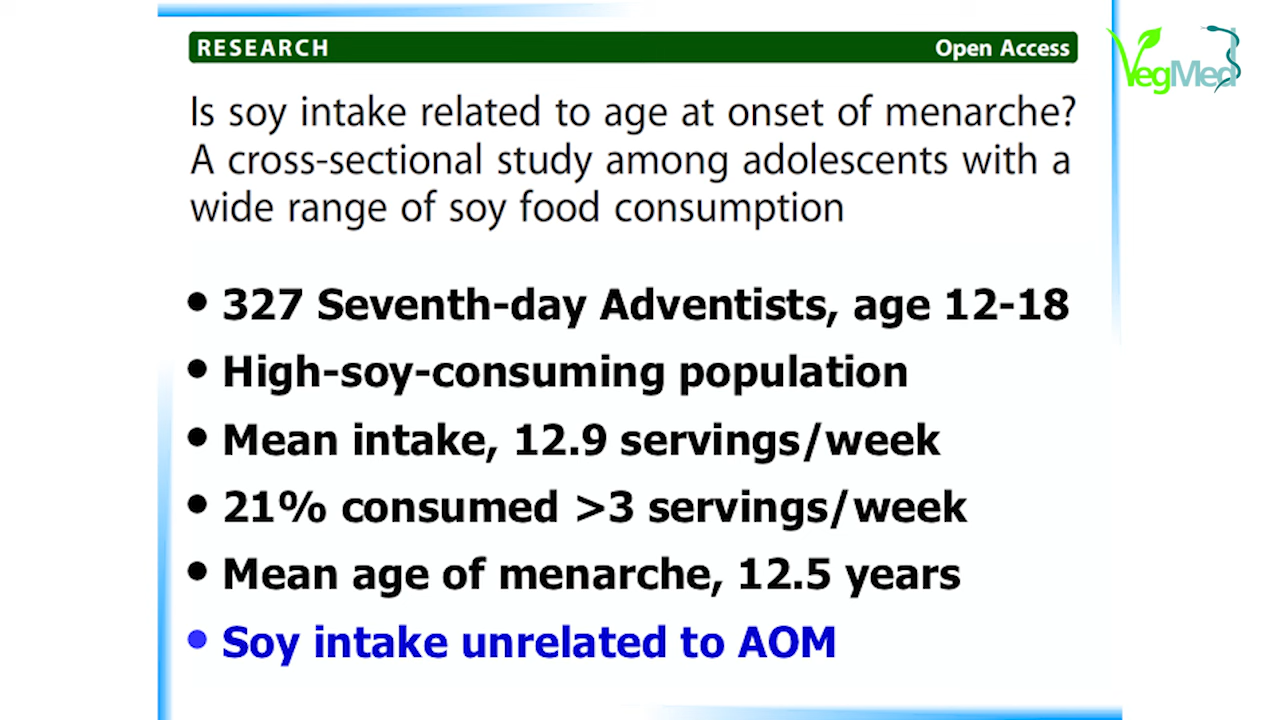 RESEARCH Open Access
VegMed
Is soy intake related to age at onset of menarche?
A cross-sectional study among adolescents with a
wide range of soy food consumption
• 327 Seventh-day Adventists, age 12-18
• High-soy-consuming population
• Mean intake, 12.9 servings/week
• 21% consumed >3 servings/week
• Mean age of menarche, 12.5 years
• Soy intake unrelated to AOM